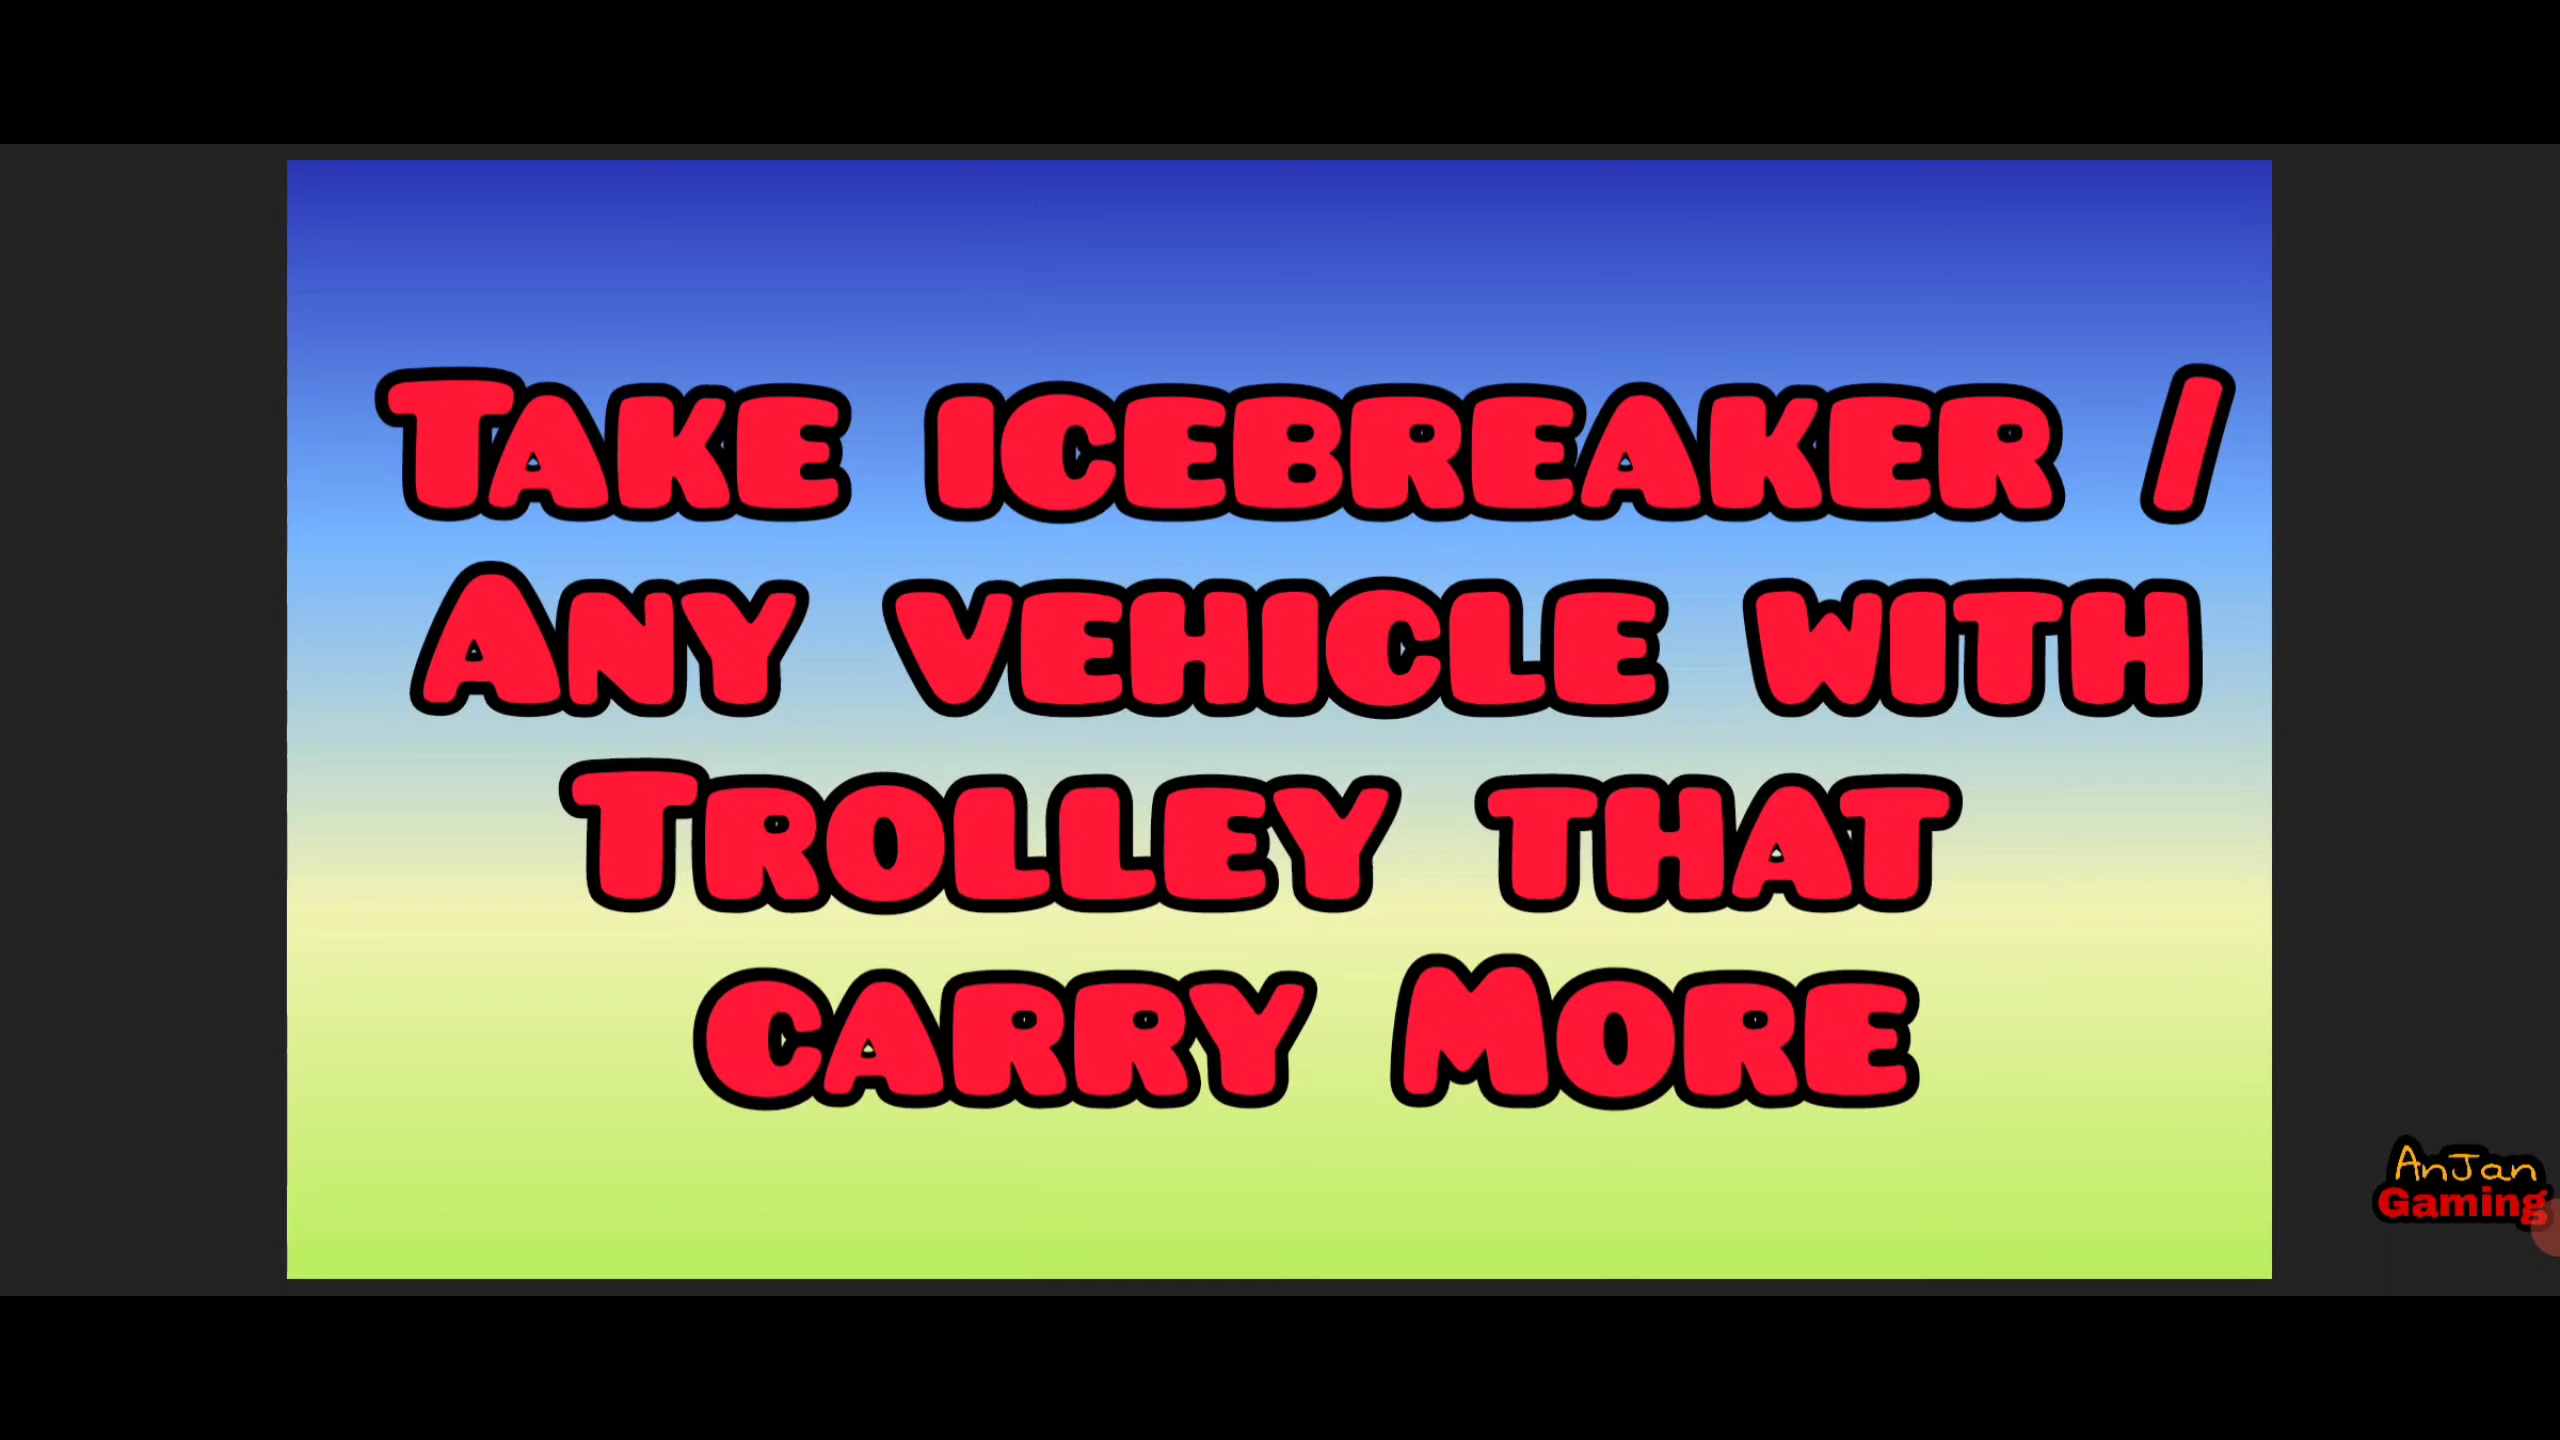 Take icebreaker /
Any vehicle with
Trolley that
carry More
AnJan
Gaming